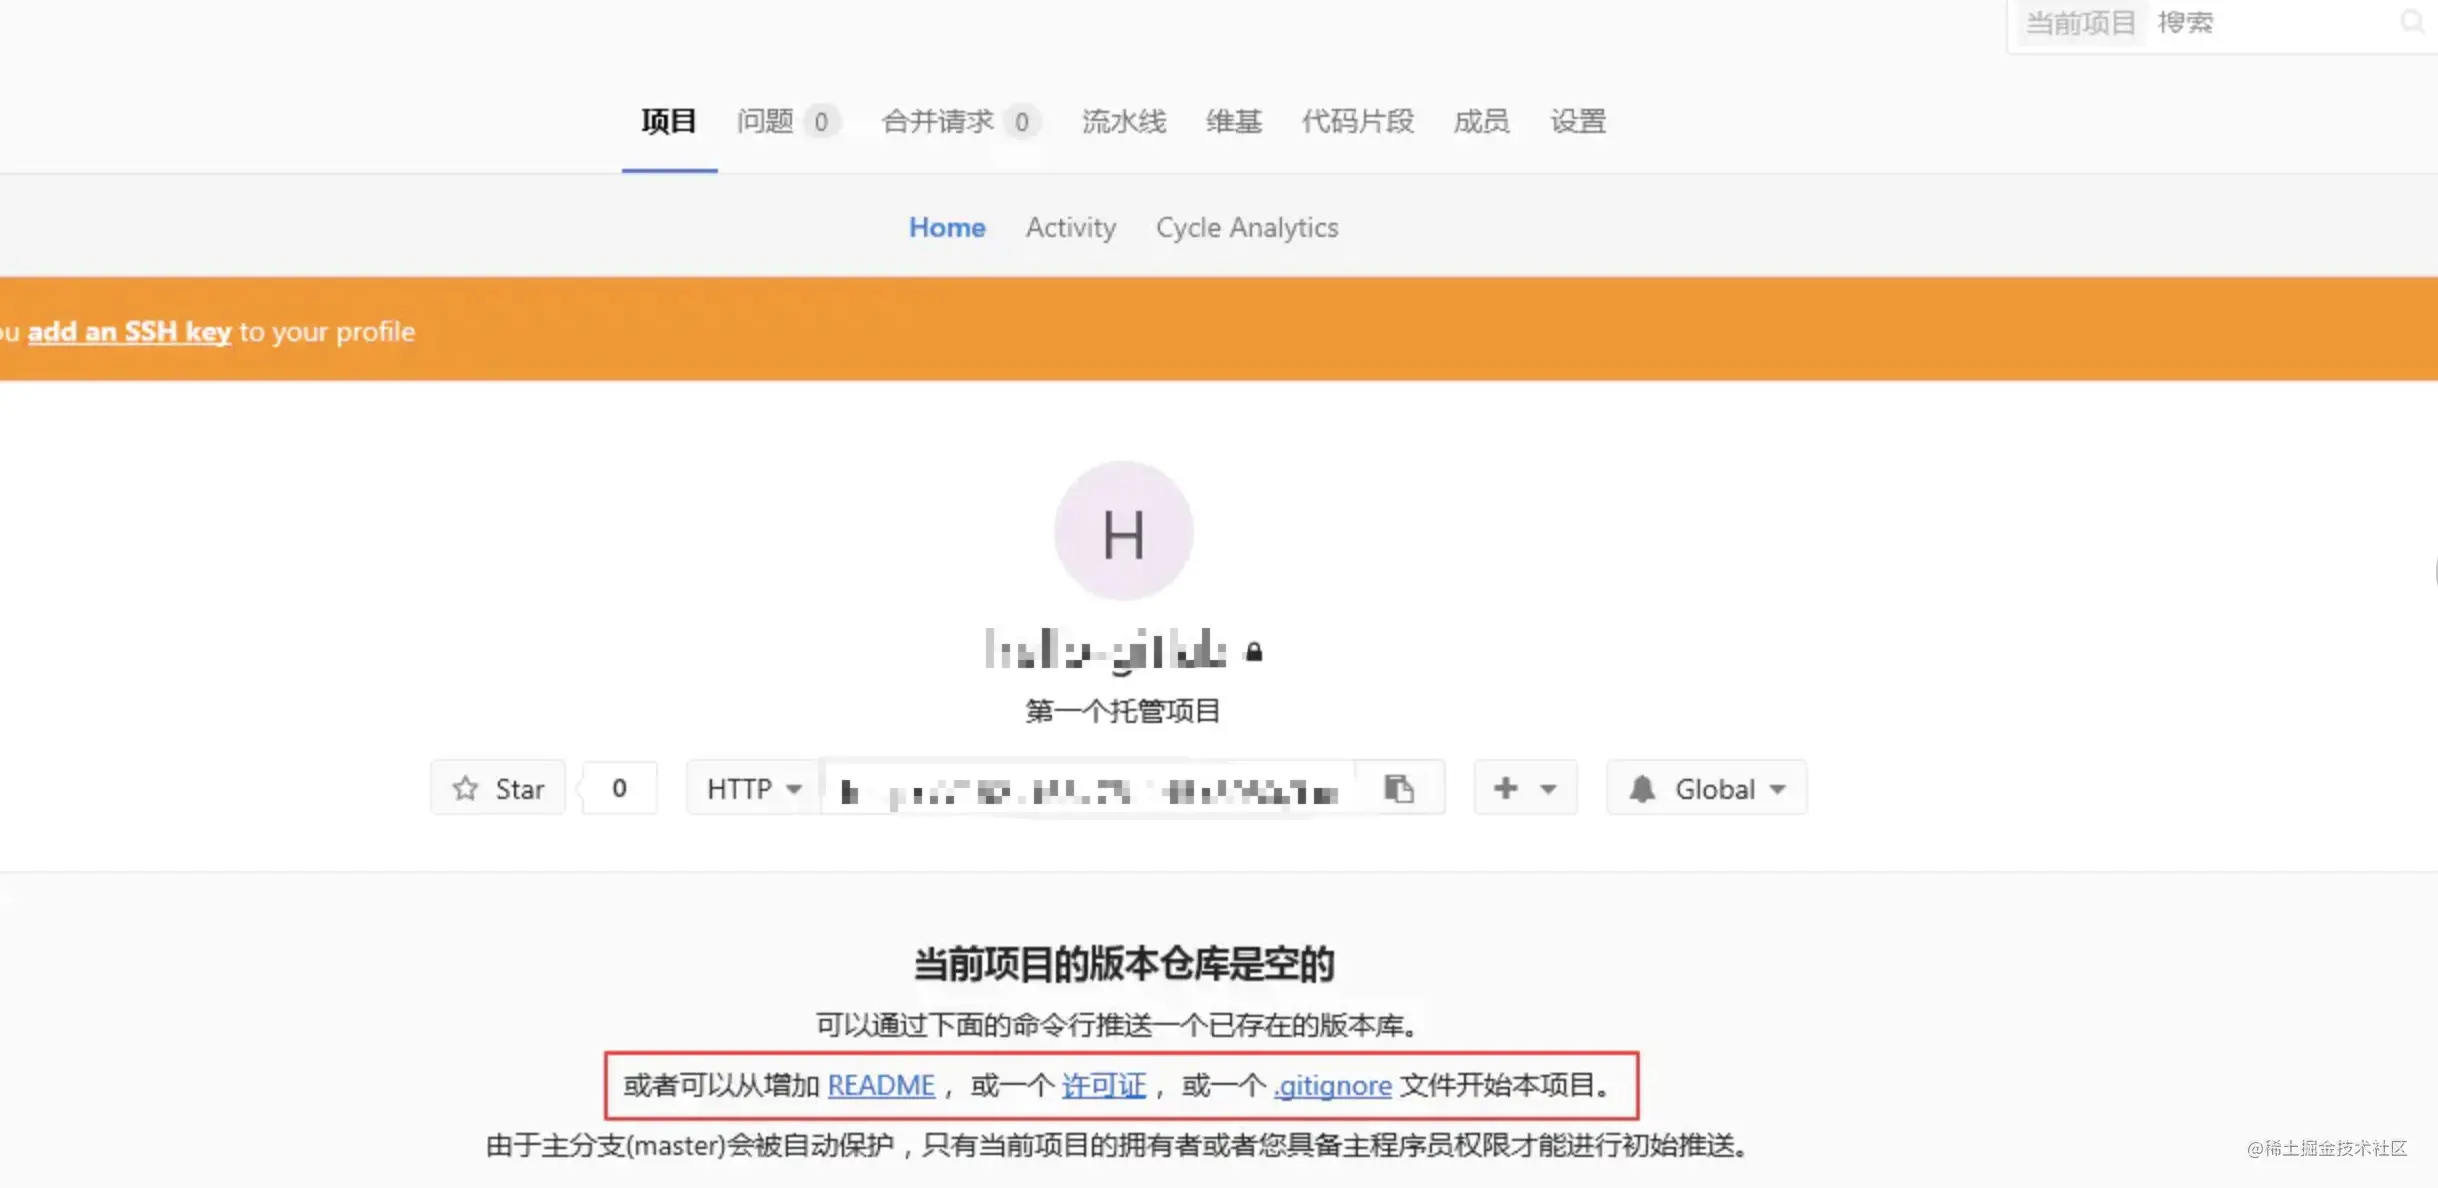 当前项目 搜索
项目 问题 0 合并请求 0 流水线 维基 代码片段 成员 设置
Home Activity Cycle Analytics
add an SSH key to your profile
H
第一个托管项目
Star 0 HTTP Global
当前项目的版本仓库是空的
可以通过下面的命令行推送一个已存在的版本库。
或者可以从增加 README ，或一个 许可证 ，或一个 .gitignore 文件开始本项目。
由于主分支(master)会被自动保护，只有当前项目的拥有者或者您具备主程序员权限才能进行初始推送。
@稀土掘金技术社区